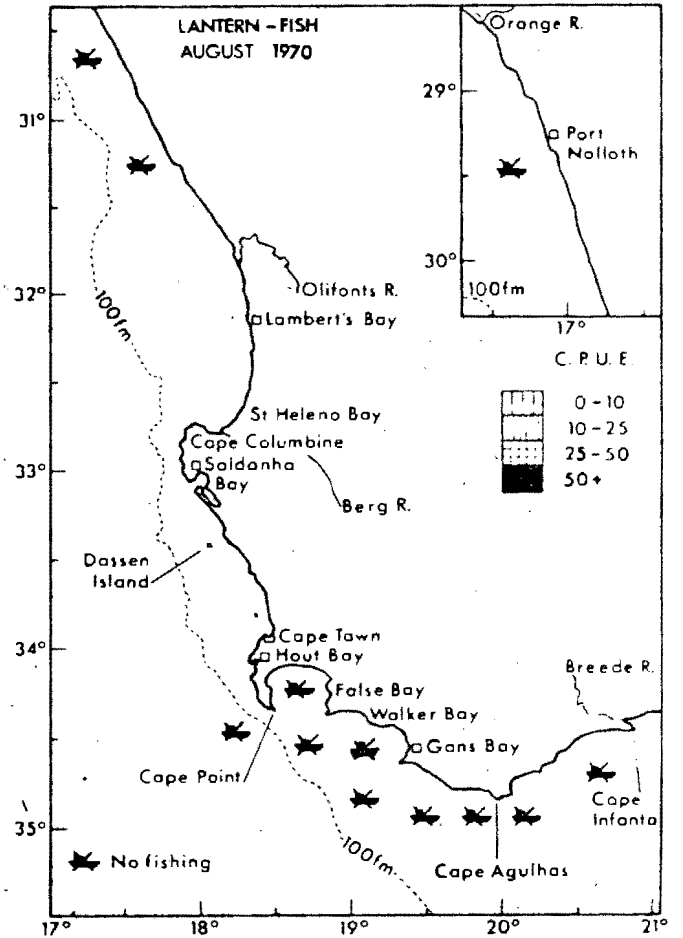 LANTERN-FISH
AUGUST 1970
Orange R.
29°
Port
Nolloth
30°
100fm
17°
31°
32°
100fm
Olifonts R.
Lambert's Bay
C.P.U.E.
0-10
10-25
25-50
50+
St Heleno Bay
Cape Columbine
33°
Saldanha
Bay
Berg R.
Dassen
Island
34°
Cape Tawn
Hout Bay
Breede R.
False Bay
Walker Bay
Gans Bay
Cape Point
Cape
Infanta
35°
100fm
No fishing
Cape Agulhas
17°
18°
19°
20°
21°